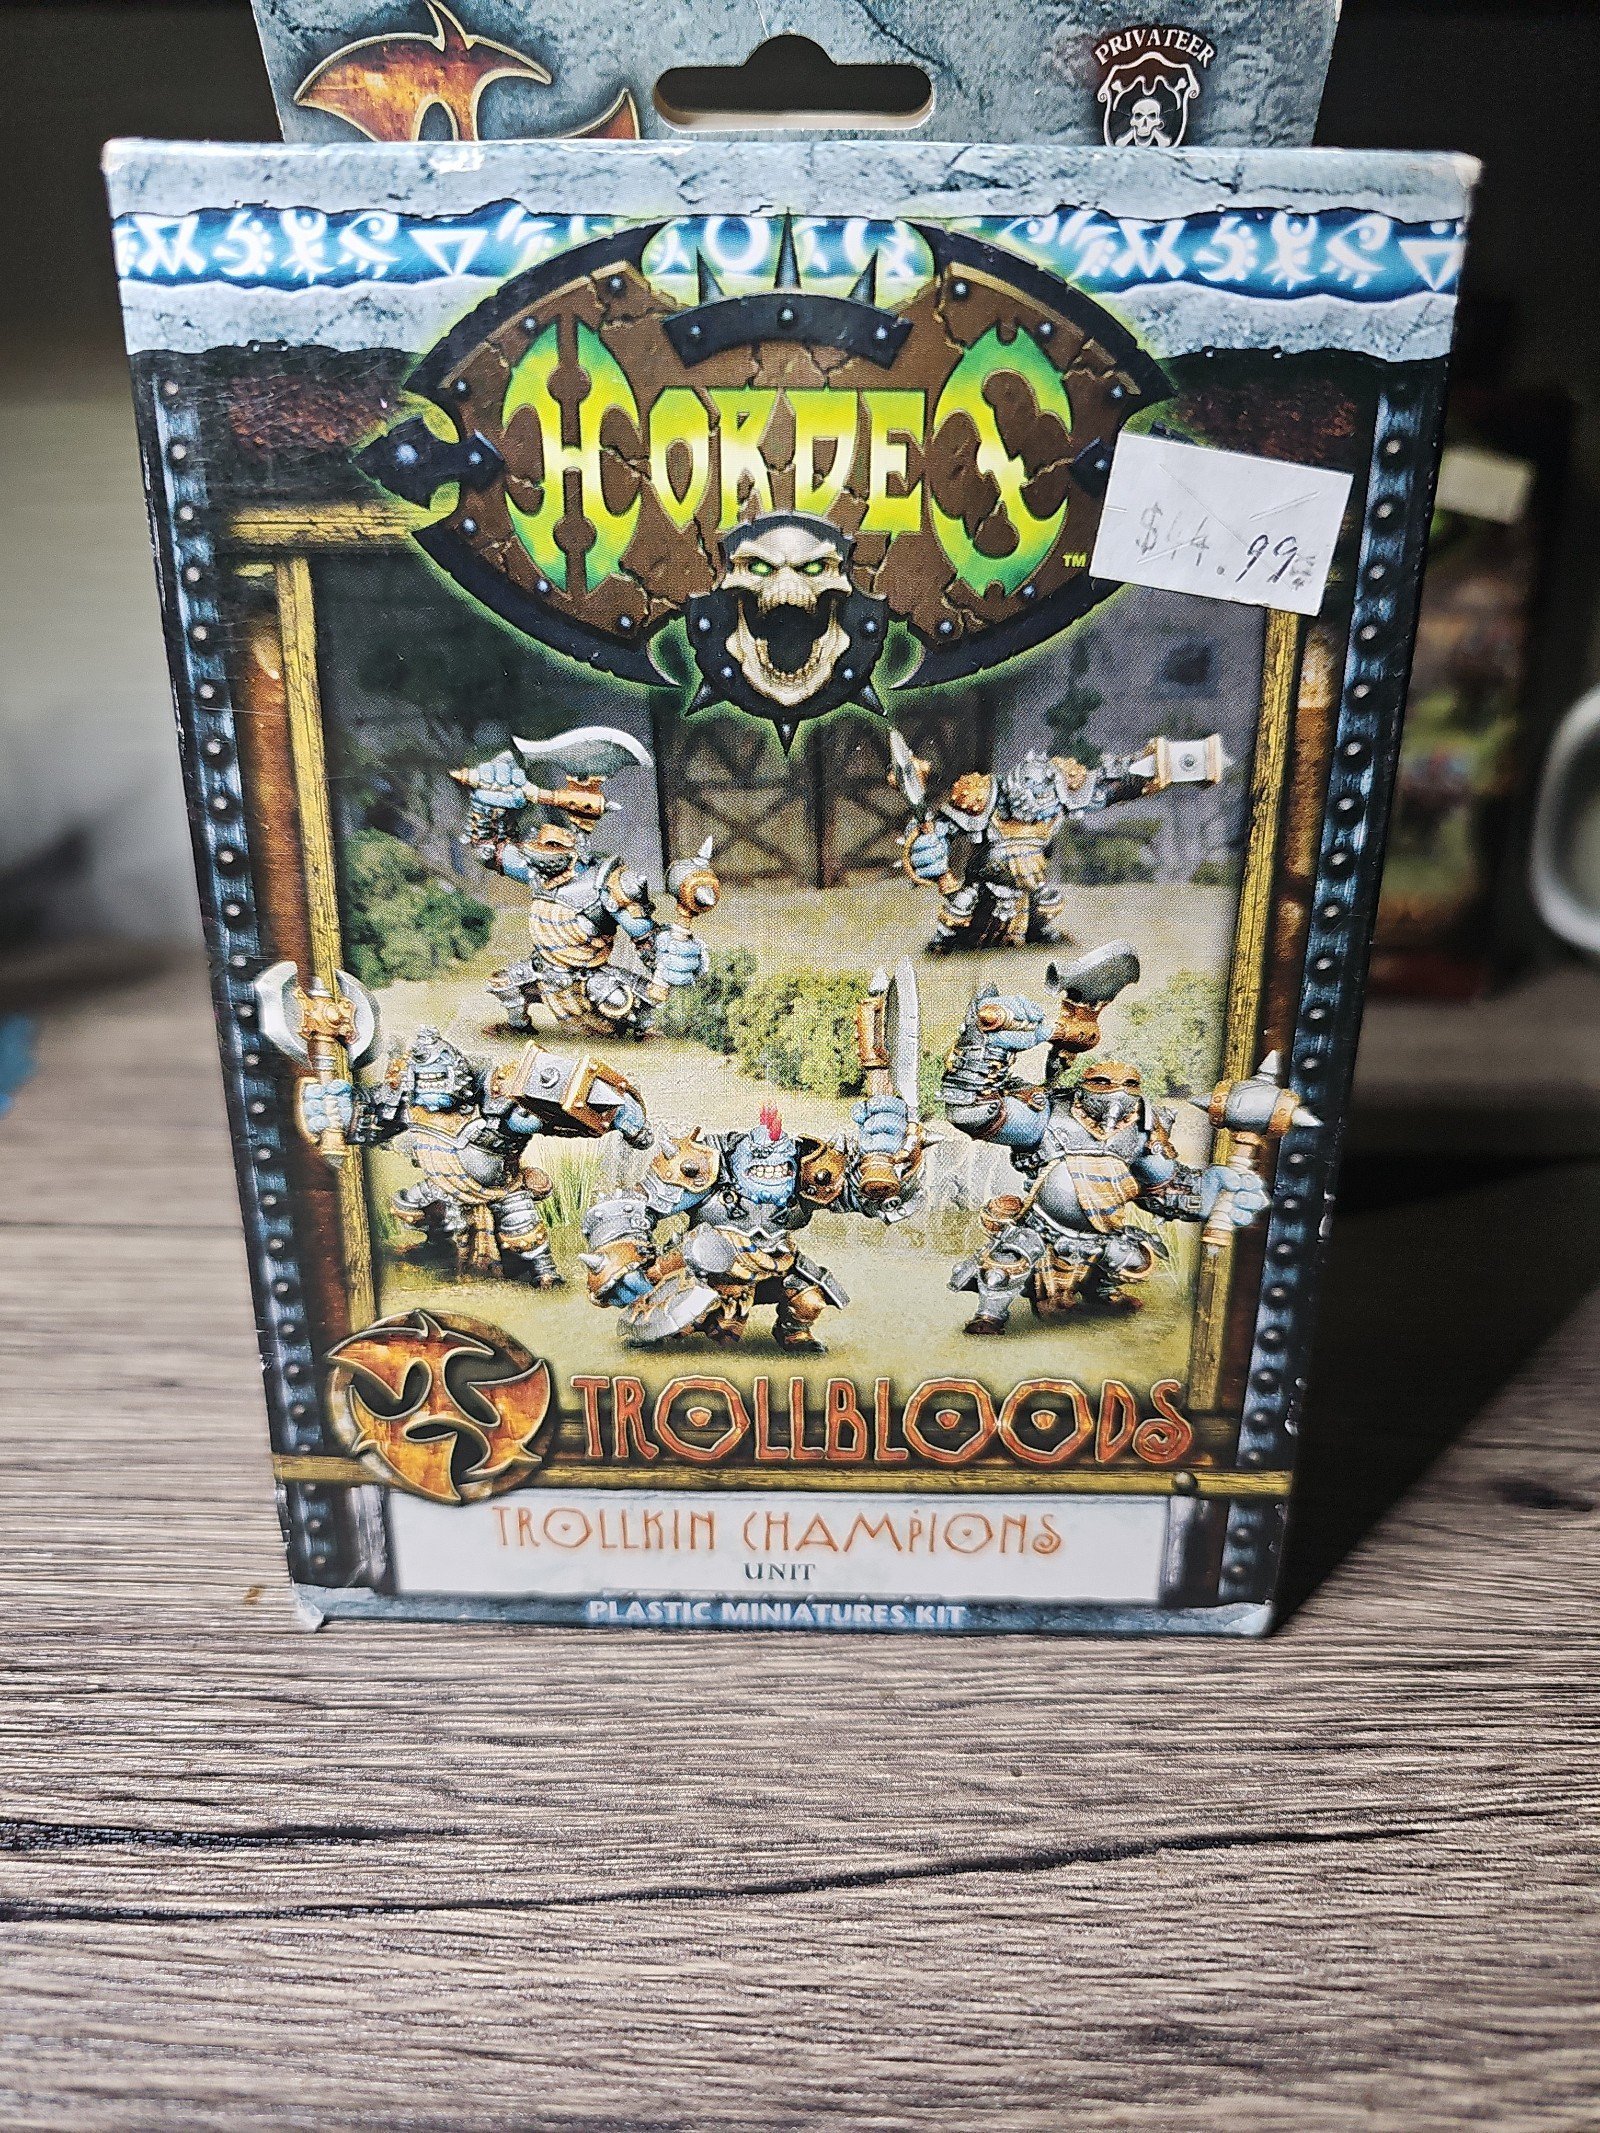 PRIVATEER
HORDES
TM
$44.99
TROLLBLOODS
TROLLKIN CHAMPIONS
UNIT
PLASTIC MINIATURES KIT